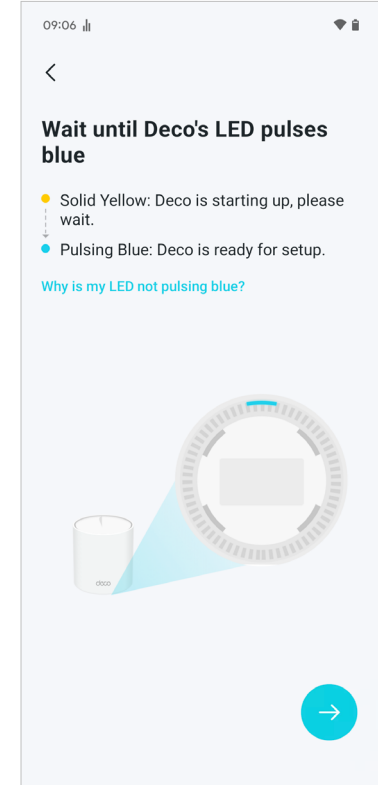 09:06
Wait until Deco's LED pulses
blue
Solid Yellow: Deco is starting up, please
wait.
Pulsing Blue: Deco is ready for setup.
Why is my LED not pulsing blue?
deco